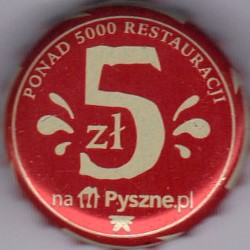 PONAD 5000 RESTAURACJI
5
zł
na Pyszne.pl